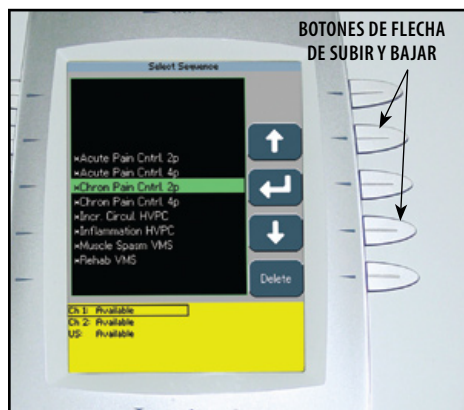 BOTONES DE FLECHA
DE SUBIR Y BAJAR
Select Sequence
*Acute Pain Cntrl. 2p
*Acute Pain Cntrl. 4p
*Chron Pain Cntrl. 2p
*Chron Pain Cntrl. 4p
*Incr. Circul. HVPC
*Inflammation HVPC
*Muscle Spasm VMS
*Rehab VMS
Delete
Ch 1: Available
Ch 2: Available
US: Available